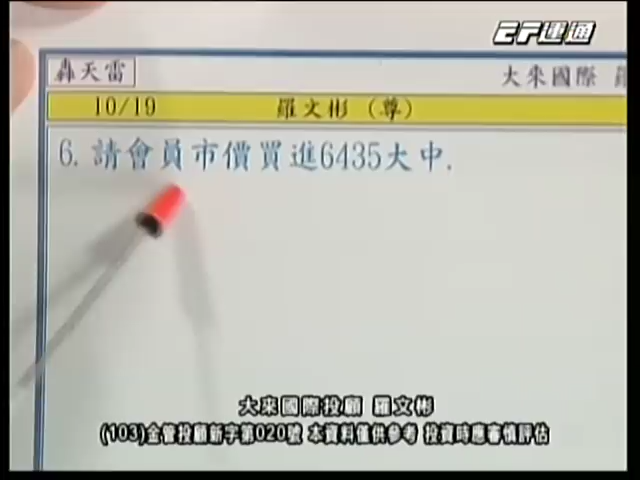 EF運通
轟天雷
大來國際 羅
10/19 羅文彬 (尊)
6. 請會員市價買進6435大中.
大來國際投顧 羅文彬
(103)金管投顧新字第020號 本資料僅供參考 投資時應審慎評估